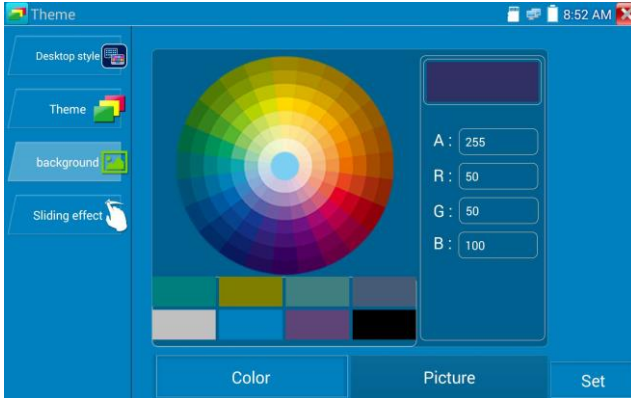 Theme
8:52 AM
Desktop style
Theme
background
Sliding effect
A : 255
R : 50
G : 50
B : 100
Color
Picture
Set